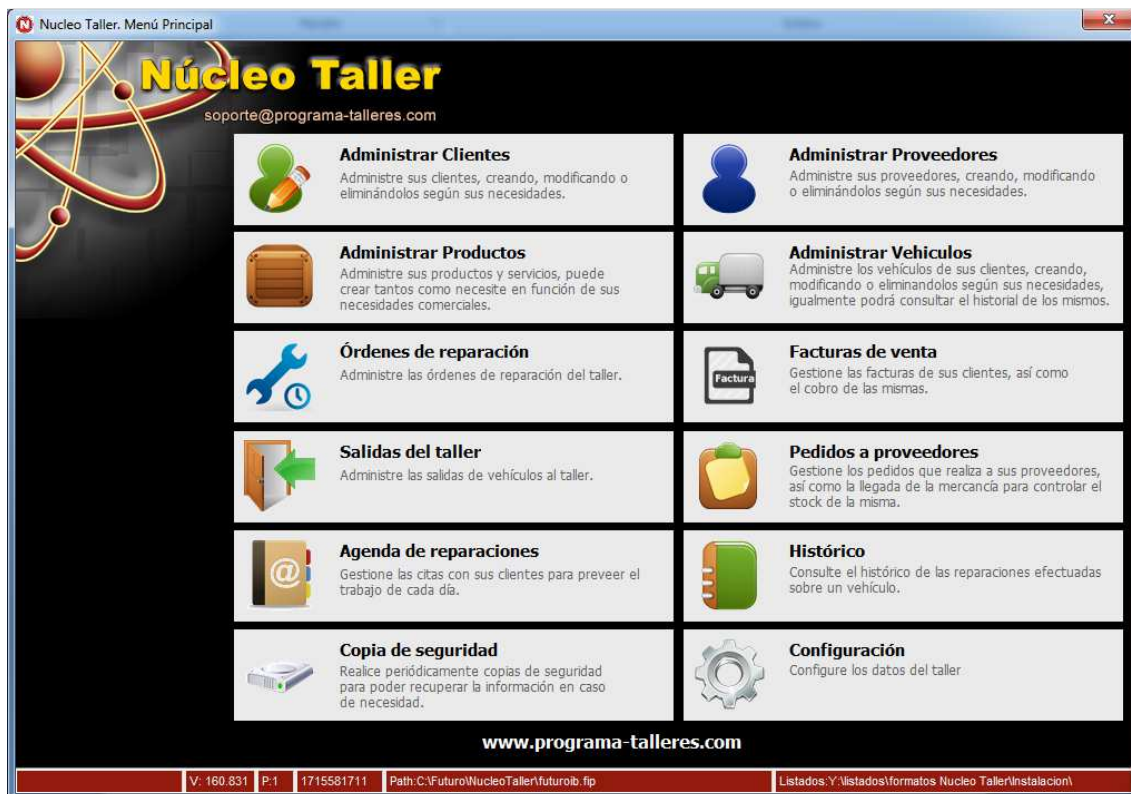 Nucleo Taller. Menú Principal
Núcleo Taller
soporte@programa-talleres.com
Administrar Clientes
Administre sus clientes, creando, modificando o
eliminándolos según sus necesidades.
Administrar Proveedores
Administre sus proveedores, creando, modificando
o eliminándolos según sus necesidades.
Administrar Productos
Administre sus productos y servicios, puede
crear tantos como necesite en función de sus
necesidades comerciales.
Administrar Vehiculos
Administre los vehículos de sus clientes, creando,
modificando o eliminandolos según sus necesidades,
igualmente podrá consultar el historial de los mismos.
Órdenes de reparación
Administre las órdenes de reparación del taller.
Facturas de venta
Gestione las facturas de sus clientes, así como
el cobro de las mismas.
Factura
Salidas del taller
Administre las salidas de vehículos al taller.
Pedidos a proveedores
Gestione los pedidos que realiza a sus proveedores,
así como la llegada de la mercancía para controlar el
stock de la misma.
Agenda de reparaciones
Gestione las citas con sus clientes para preveer el
trabajo de cada día.
@
Histórico
Consulte el histórico de las reparaciones efectuadas
sobre un vehículo.
Copia de seguridad
Realice periódicamente copias de seguridad
para poder recuperar la información en caso
de necesidad.
Configuración
Configure los datos del taller
www.programa-talleres.com
V: 160.831 P:1 1715581711 Path:C:\Futuro\NucleoTaller\futuroib.fip Listados:Y:\listados\formatos Nucleo Taller\Instalacion\